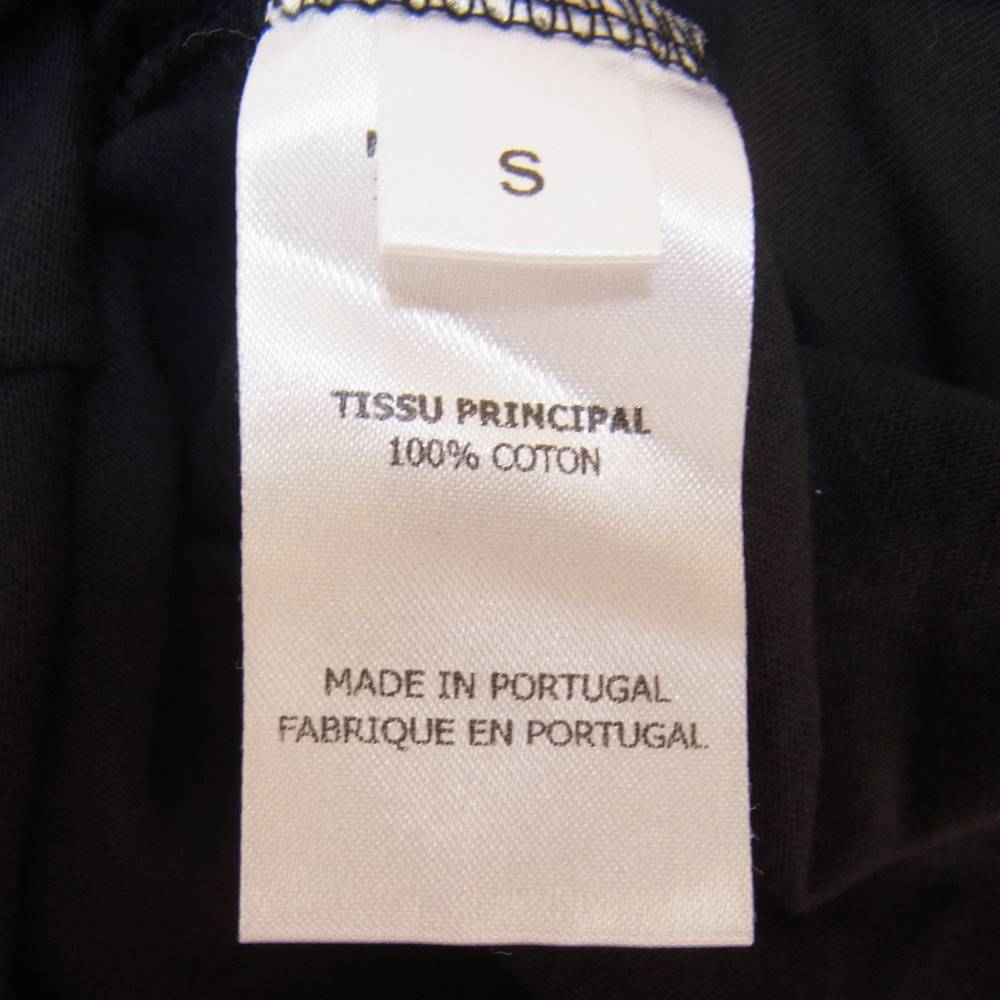 S
TISSU PRINCIPAL
100% COTON
MADE IN PORTUGAL
FABRIQUE EN PORTUGAL